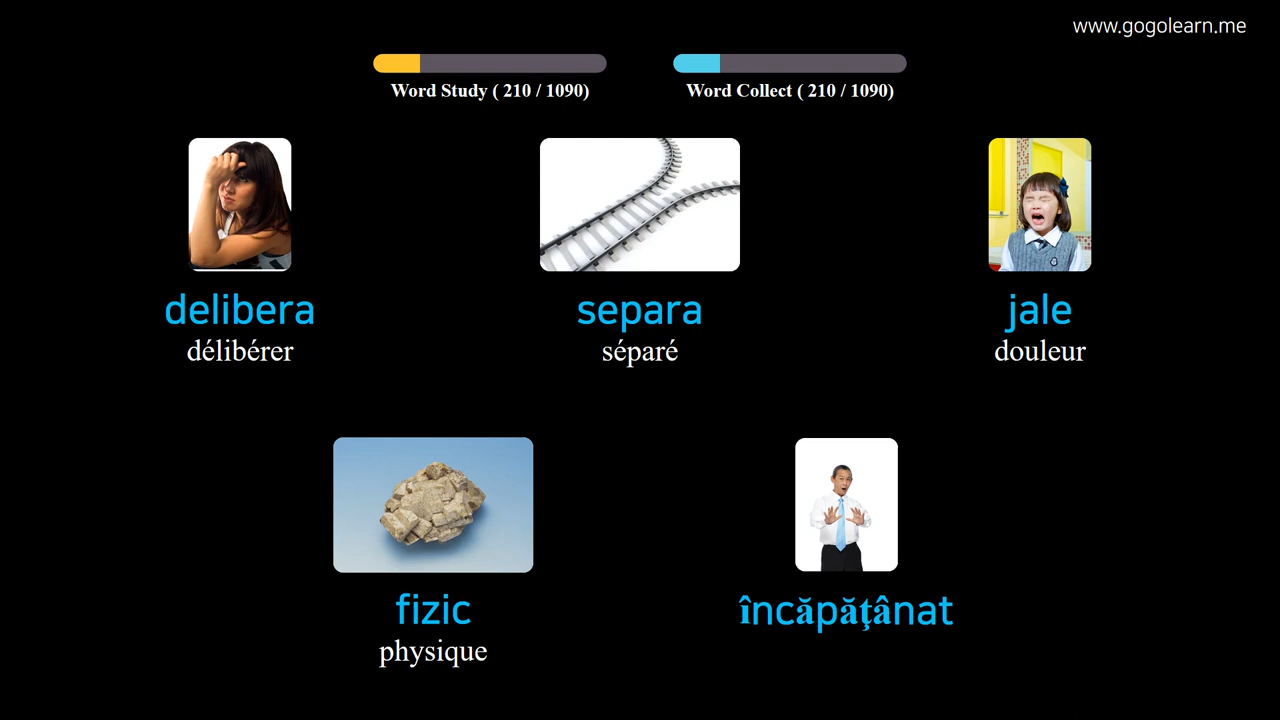 www.gogolearn.me
Word Study ( 210 / 1090)
Word Collect ( 210 / 1090)
delibera
délibérer
separa
séparé
jale
douleur
fizic
physique
încăpăţânat